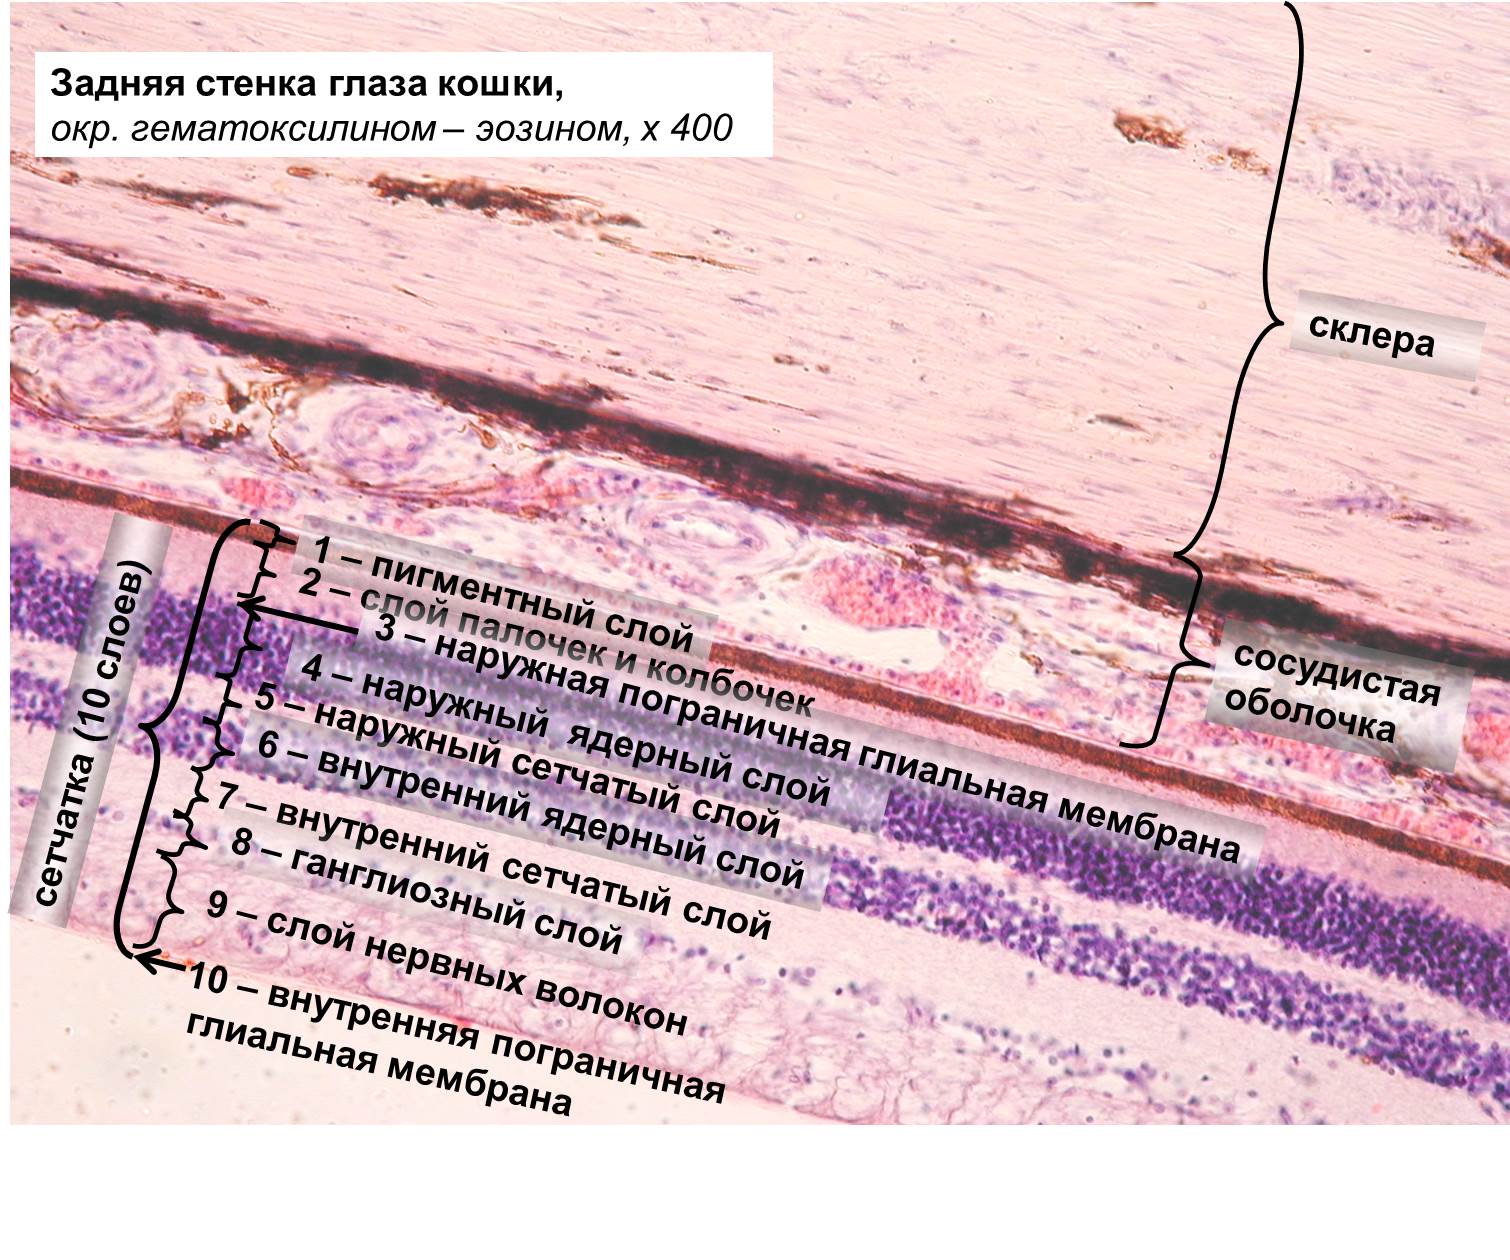 Задняя стенка глаза кошки,
окр. гематоксилином – эозином, х 400
склера
сосудистая
оболочка
сетчатка (10 слоев)
1 – пигментный слой
2 – слой палочек и колбочек
3 – наружная пограничная глиальная мембрана
4 – наружный ядерный слой
5 – наружный сетчатый слой
6 – внутренний ядерный слой
7 – внутренний сетчатый слой
8 – ганглиозный слой
9 – слой нервных волокон
10 – внутренняя пограничная
глиальная мембрана